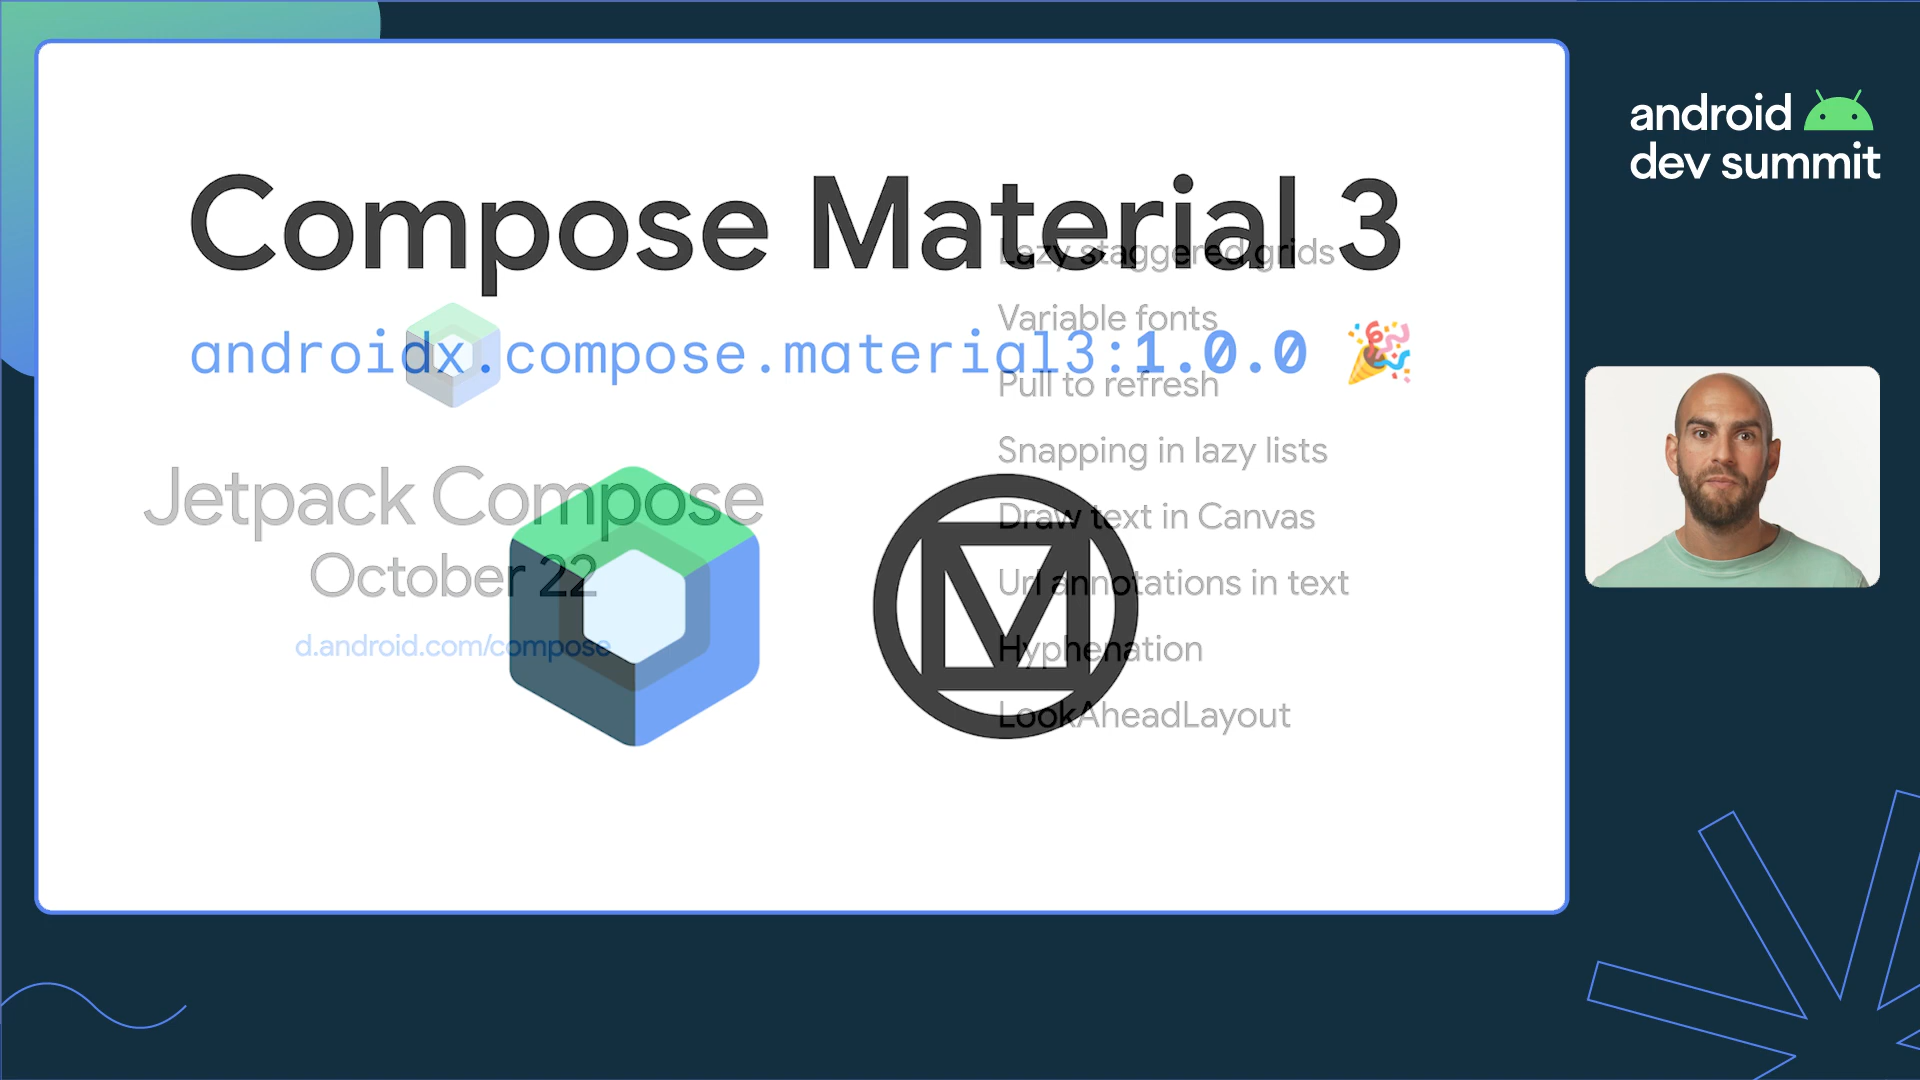 Compose Material 3
androidx.compose.material3:1.0.0
Jetpack Compose
October 22
d.android.com/compose
Lazy staggered grids
Variable fonts
Pull to refresh
Snapping in lazy lists
Draw text in Canvas
Url annotations in text
Hyphenation
LookAheadLayout
android
dev summit